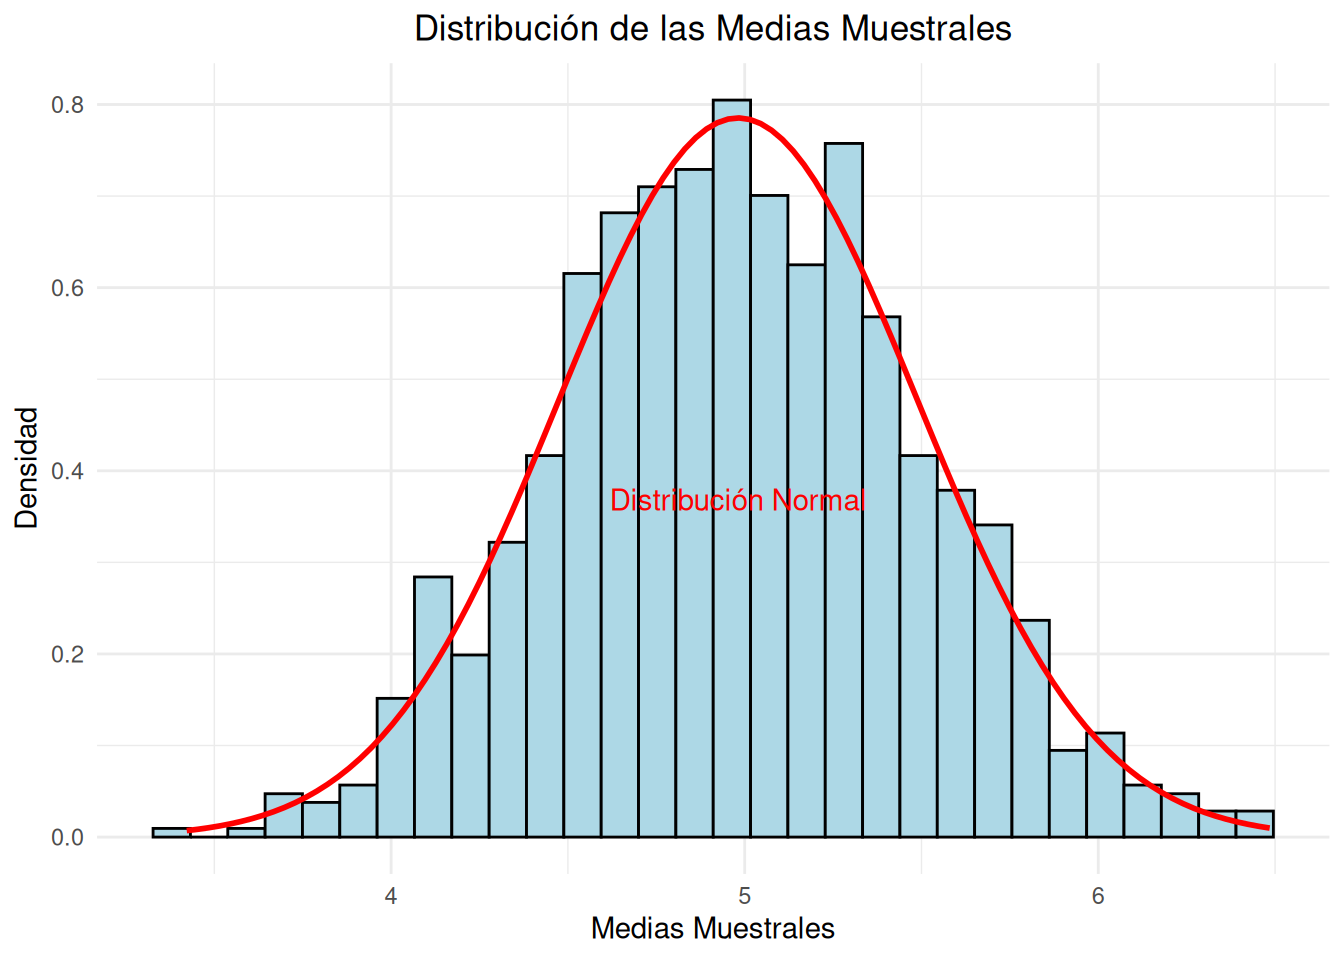 Distribución de las Medias Muestrales
0.8
0.6
0.4
0.2
0.0
Densidad
Distribución Normal
4
5
6
Medias Muestrales